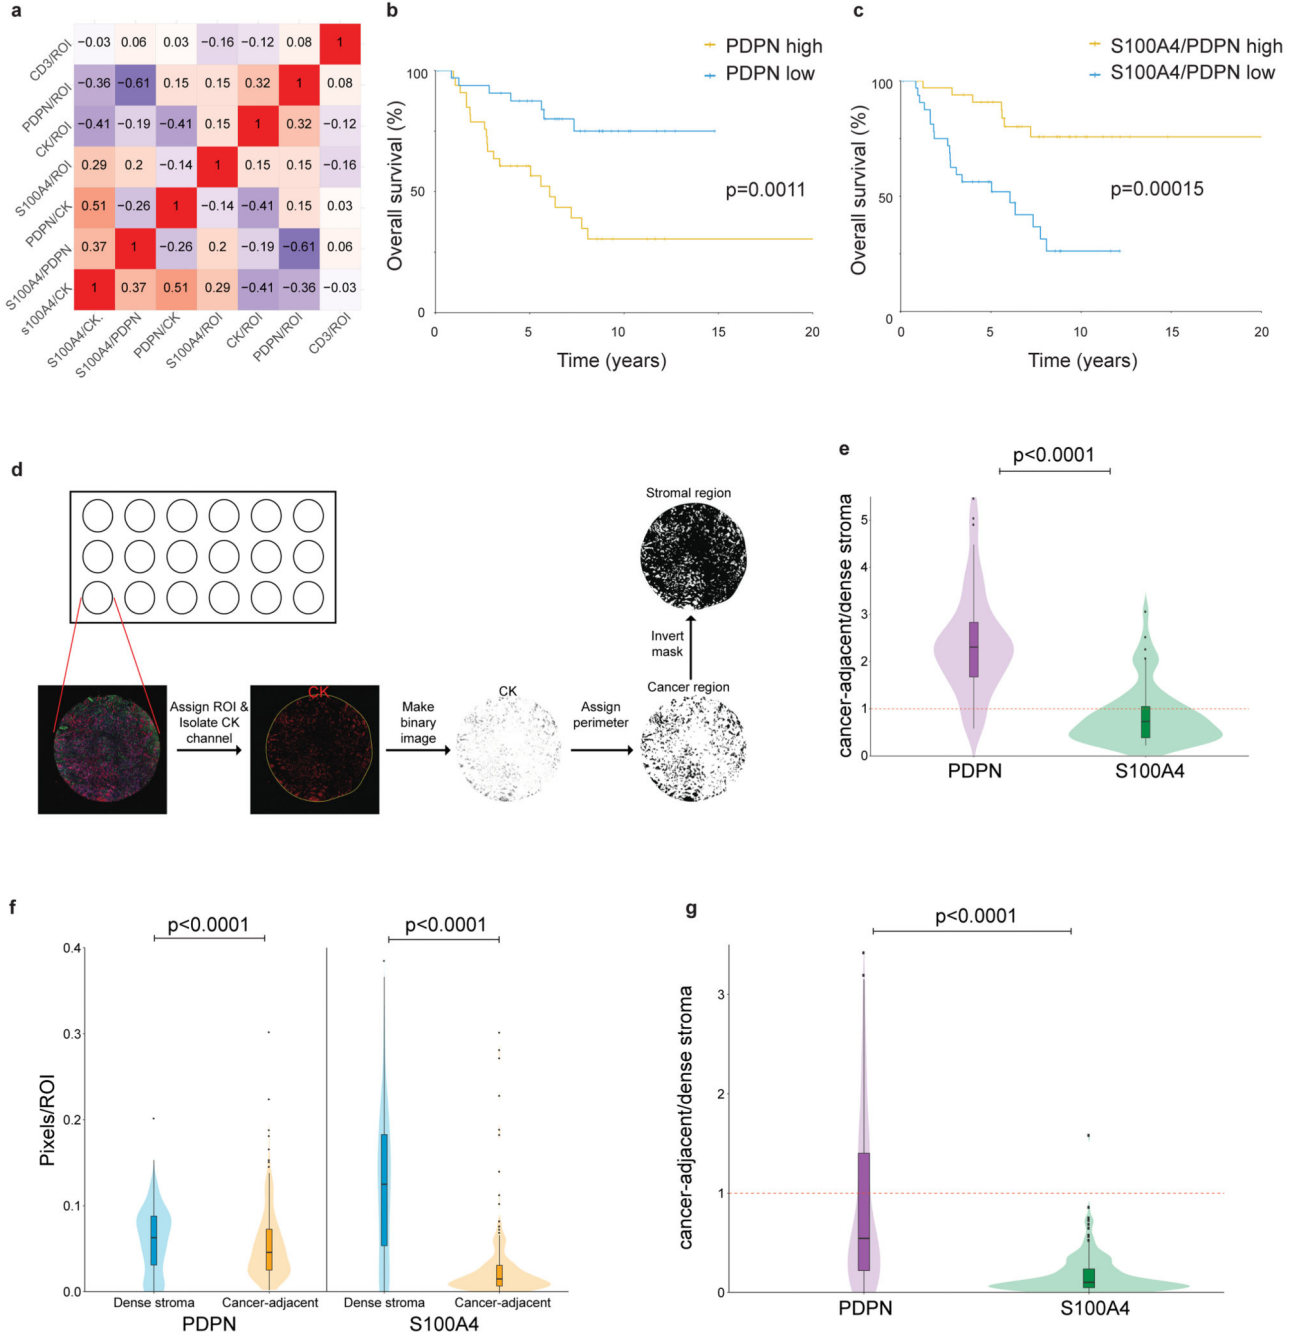 a
CD3/ROI −0.03 0.06 0.03 −0.16 −0.12 0.08 1
PDPN/ROI −0.36 −0.61 0.15 0.15 0.32 1 0.08
CK/ROI −0.41 −0.19 −0.41 0.15 1 0.32 −0.12
S100A4/ROI 0.29 0.2 −0.14 1 0.15 0.15 −0.16
PDPN/CK 0.51 −0.26 1 −0.14 −0.41 0.15 0.03
S100A4/PDPN 0.37 1 −0.26 0.2 −0.19 −0.61 0.06
s100A4/CK 1 0.37 0.51 0.29 −0.41 −0.36 −0.03
S100A4/CK. S100A4/PDPN PDPN/CK S100A4/ROI CK/ROI PDPN/ROI CD3/ROI
b
PDPN high
PDPN low
Overall survival (%)
100
50
0
p=0.0011
0 5 10 15 20
Time (years)
c
S100A4/PDPN high
S100A4/PDPN low
Overall survival (%)
100
50
0
p=0.00015
0 5 10 15 20
Time (years)
d
Stromal region
Invert
mask
Assign ROI &
Isolate CK
channel
CK
Make
binary
image
CK
Assign
perimeter
Cancer region
e
p<0.0001
cancer-adjacent/dense stroma
5
4
3
2
1
0
PDPN S100A4
f
p<0.0001 p<0.0001
Pixels/ROI
0.4
0.3
0.2
0.1
0.0
Dense stroma Cancer-adjacent Dense stroma Cancer-adjacent
PDPN S100A4
g
p<0.0001
cancer-adjacent/dense stroma
3
2
1
0
PDPN S100A4